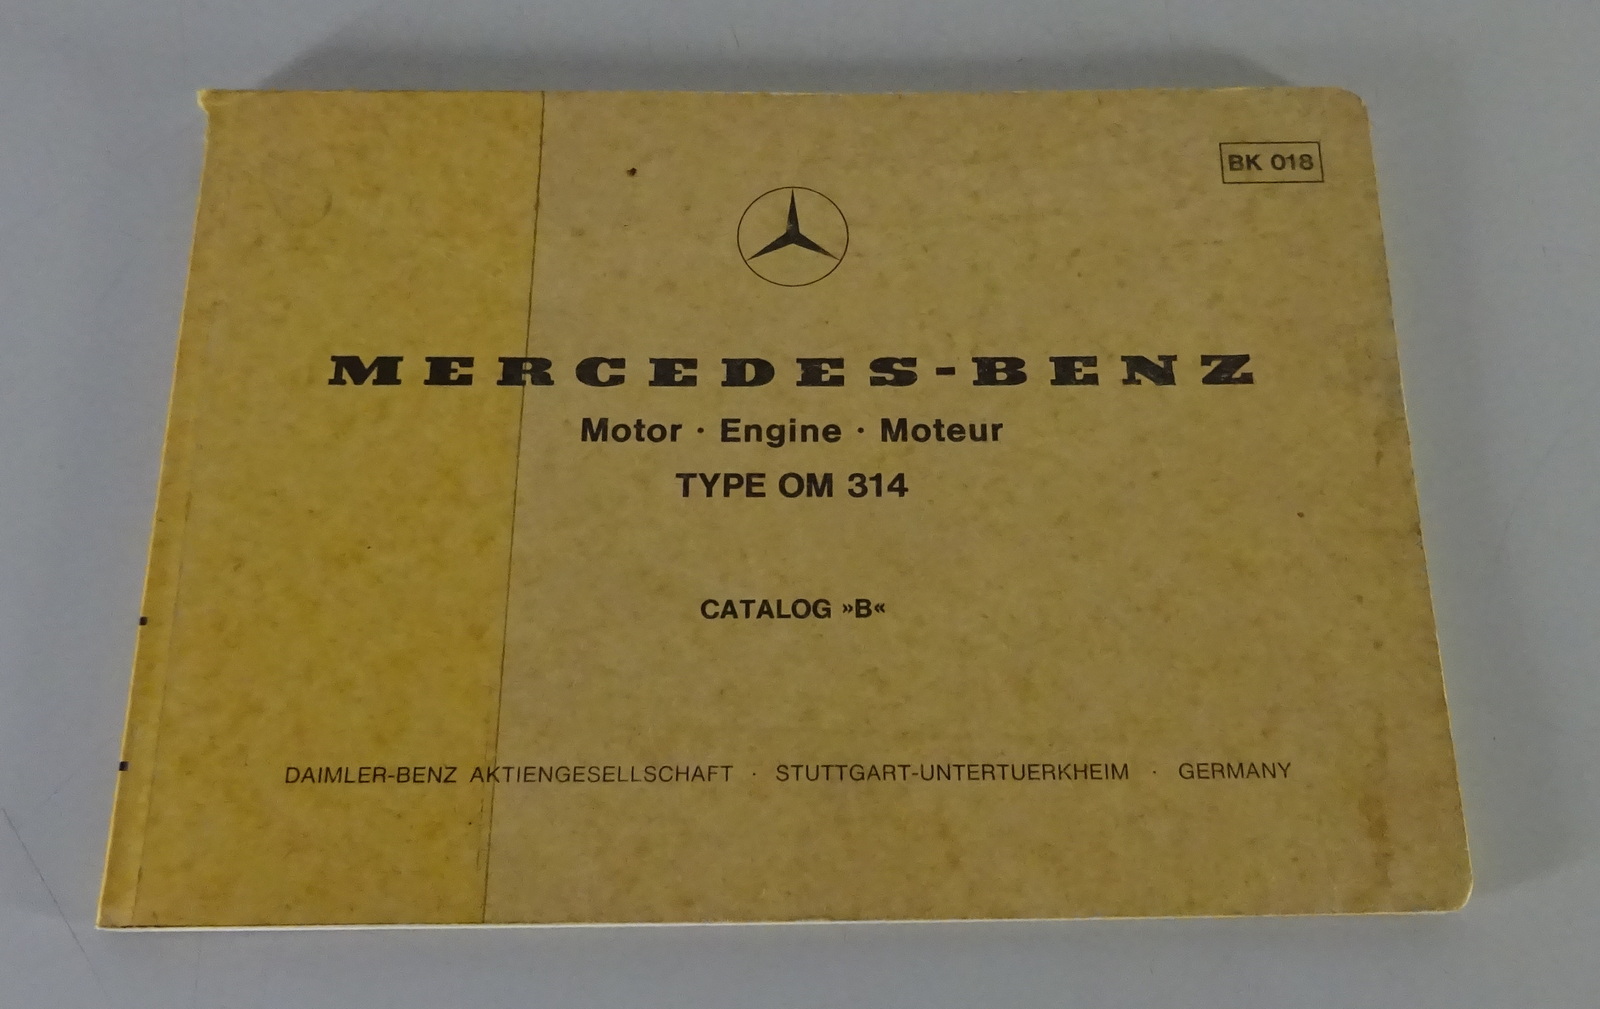 BK 018
MERCEDES-BENZ
Motor · Engine · Moteur
TYPE OM 314
CATALOG »B«
DAIMLER-BENZ AKTIENGESELLSCHAFT · STUTTGART-UNTERTUERKHEIM · GERMANY